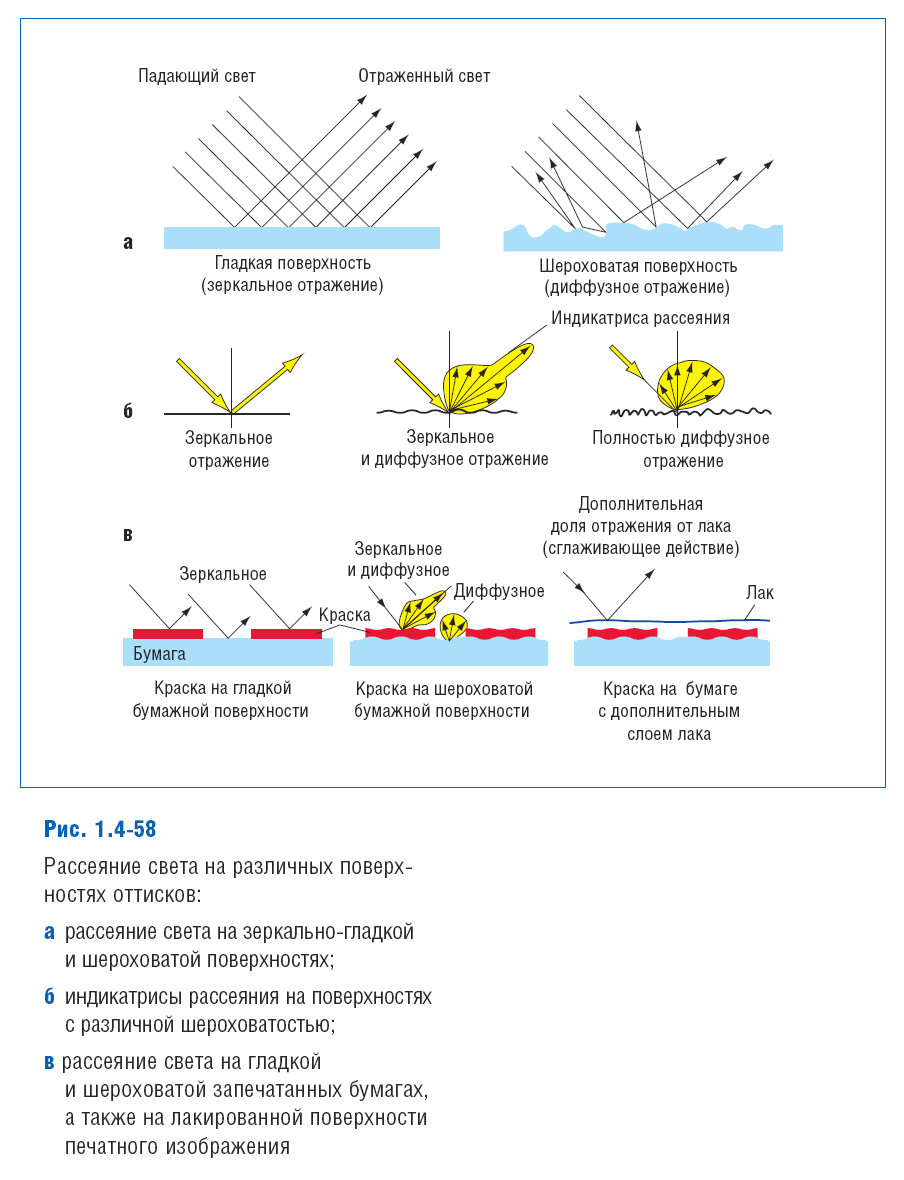 Падающий свет
Отраженный свет
а
Гладкая поверхность
(зеркальное отражение)
Шероховатая поверхность
(диффузное отражение)
Индикатриса рассеяния
б
Зеркальное
отражение
Зеркальное
и диффузное отражение
Полностью диффузное
отражение
в
Зеркальное
Зеркальное
и диффузное
Диффузное
Дополнительная
доля отражения от лака
(сглаживающее действие)
Лак
Краска
Бумага
Краска на гладкой
бумажной поверхности
Краска на шероховатой
бумажной поверхности
Краска на бумаге
с дополнительным
слоем лака
Рис. 1.4-58
Рассеяние света на различных поверх-
ностях оттисков:
а рассеяние света на зеркально-гладкой
и шероховатой поверхностях;
б индикатрисы рассеяния на поверхностях
с различной шероховатостью;
в рассеяние света на гладкой
и шероховатой запечатанных бумагах,
а также на лакированной поверхности
печатного изображения